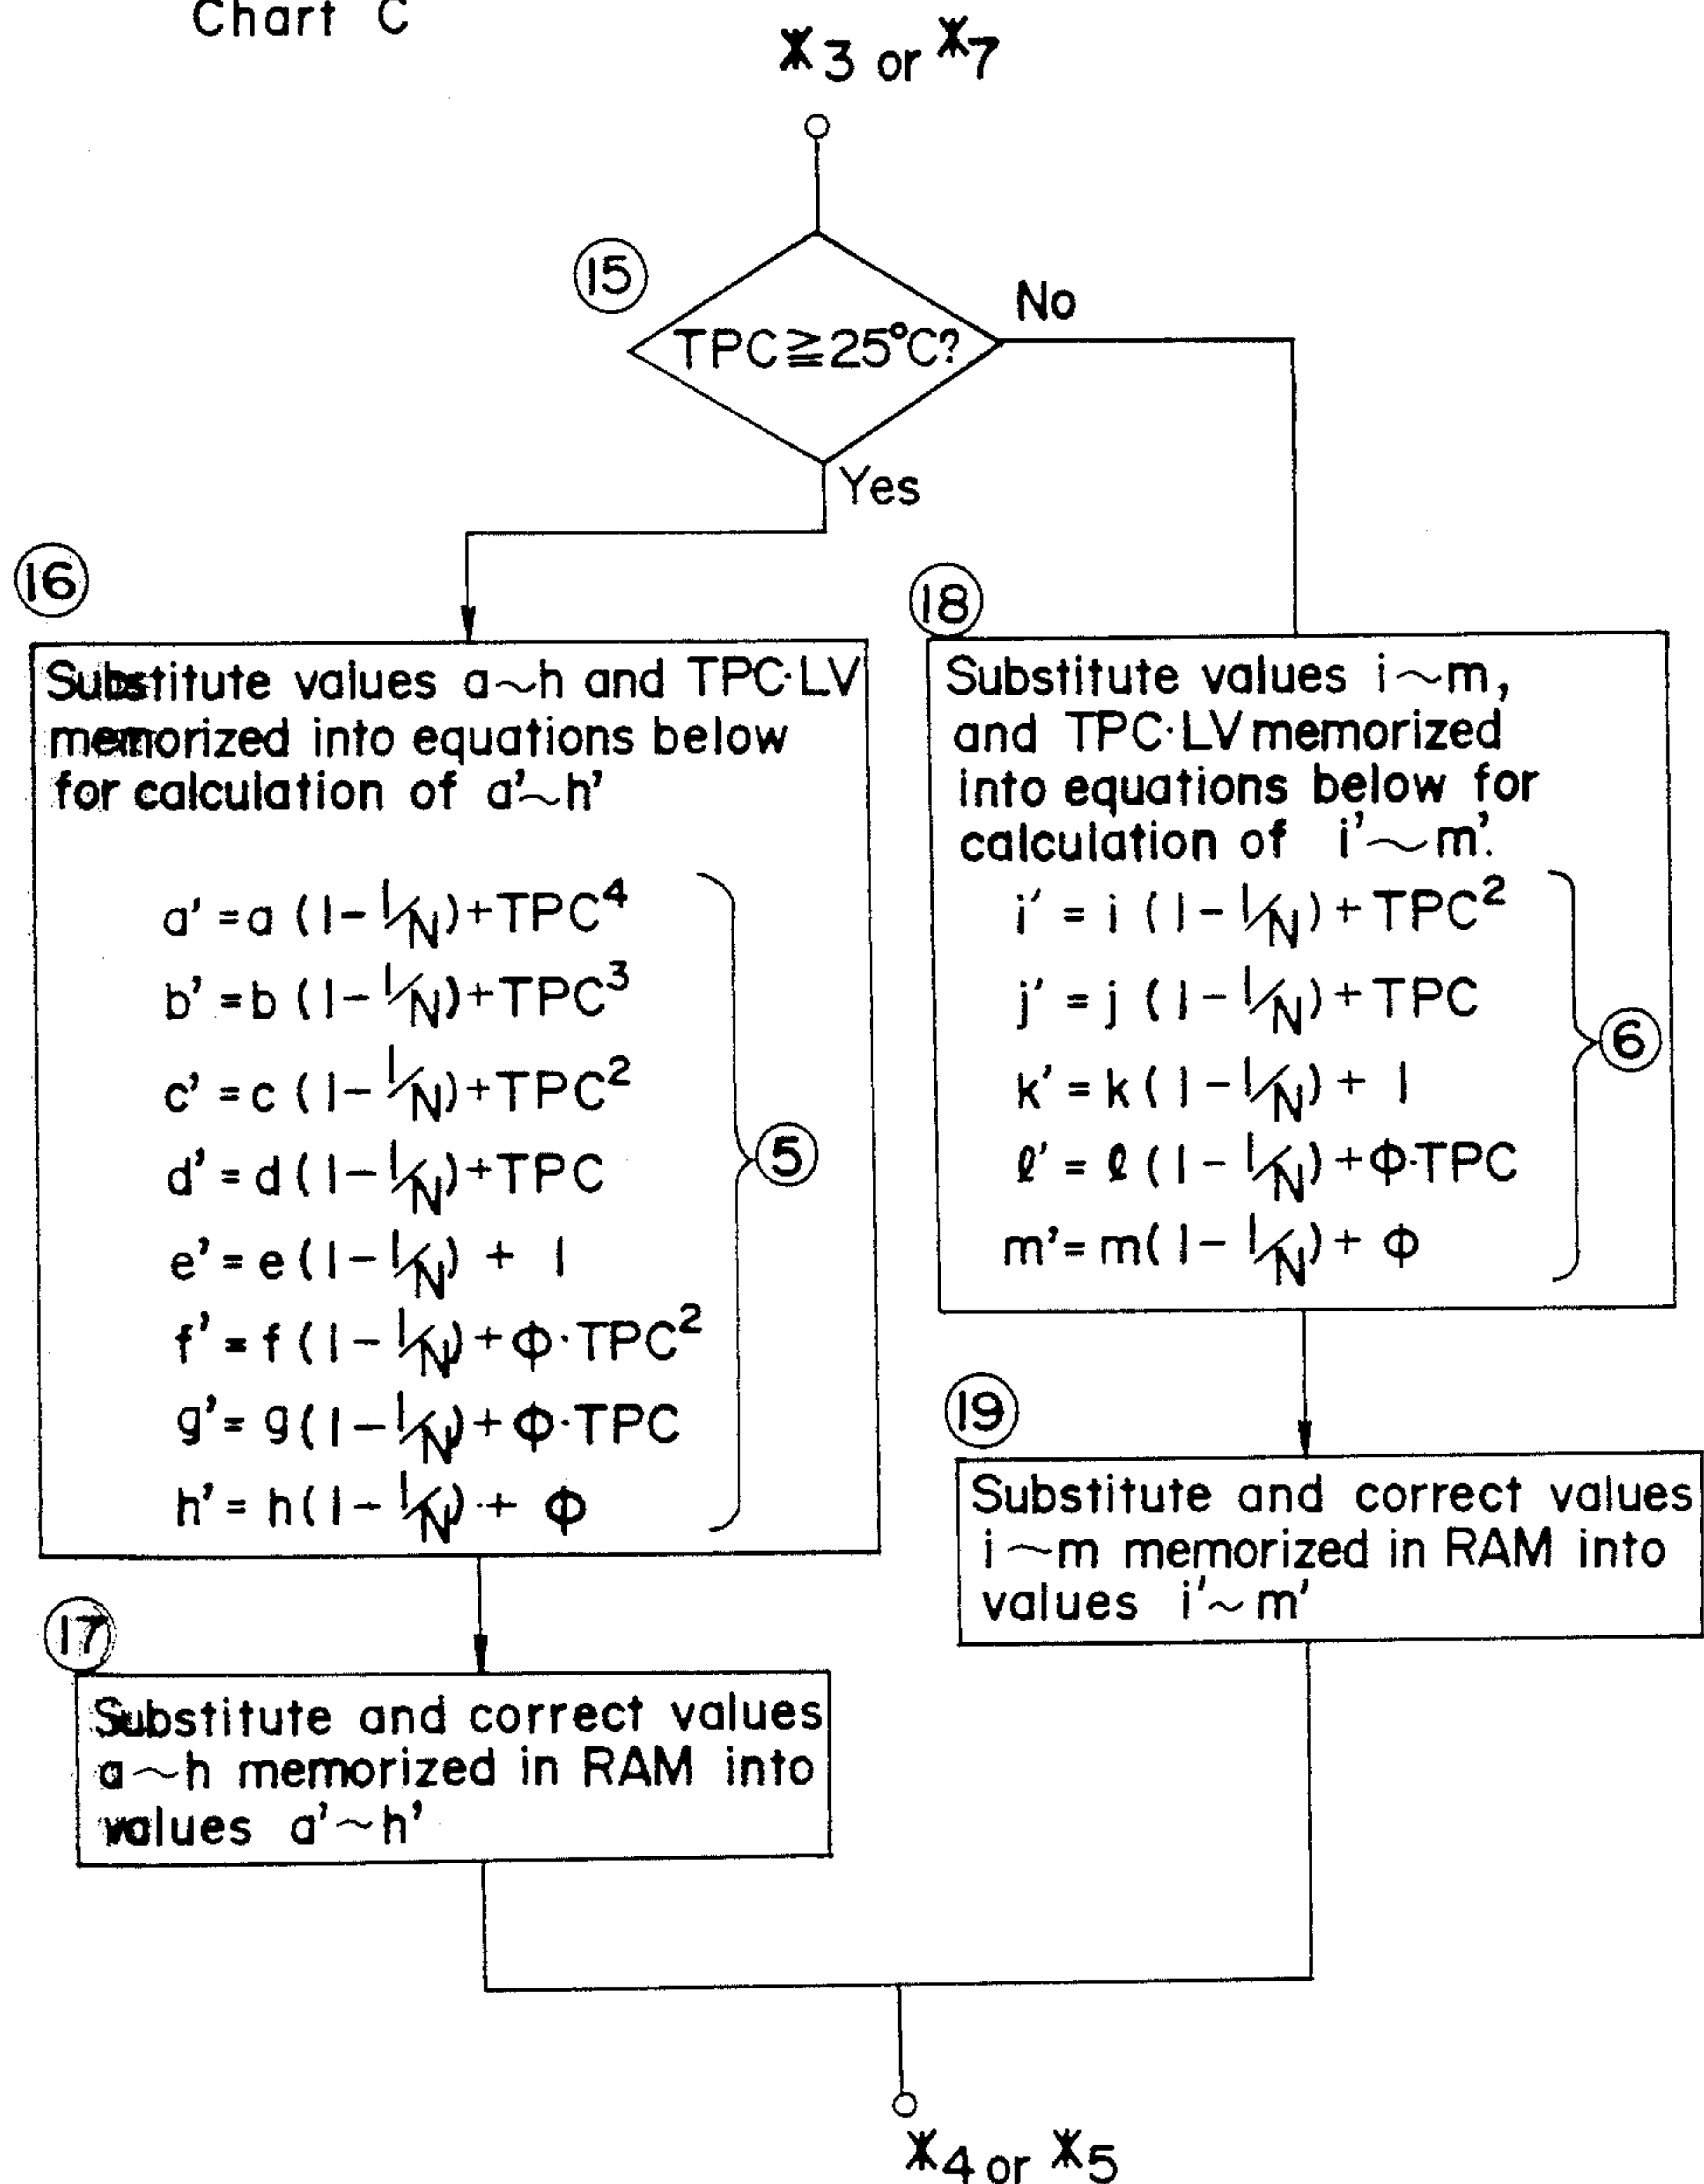 Chart C
※3 or ※7
15
TPC≧25°C?
No
Yes
16
Substitute values a~h and TPC·LV
memorized into equations below
for calculation of a'~h'
a' = a (1-1/N)+TPC⁴
b' = b (1-1/N)+TPC³
c' = c (1-1/N)+TPC²
d' = d (1-1/N)+TPC
e' = e (1-1/N) + 1
f' = f (1-1/N)+Φ·TPC²
g' = g(1-1/N)+Φ·TPC
h' = h(1-1/N)+ Φ
5
17
Substitute and correct values
a~h memorized in RAM into
values a'~h'
18
Substitute values i~m,
and TPC·LV memorized
into equations below for
calculation of i'~m'.
i' = i (1-1/N)+TPC²
j' = j (1-1/N)+TPC
k' = k (1-1/N)+ 1
ℓ' = ℓ (1-1/N)+Φ·TPC
m' = m(1-1/N)+ Φ
6
19
Substitute and correct values
i~m memorized in RAM into
values i'~m'
※4 or ※5